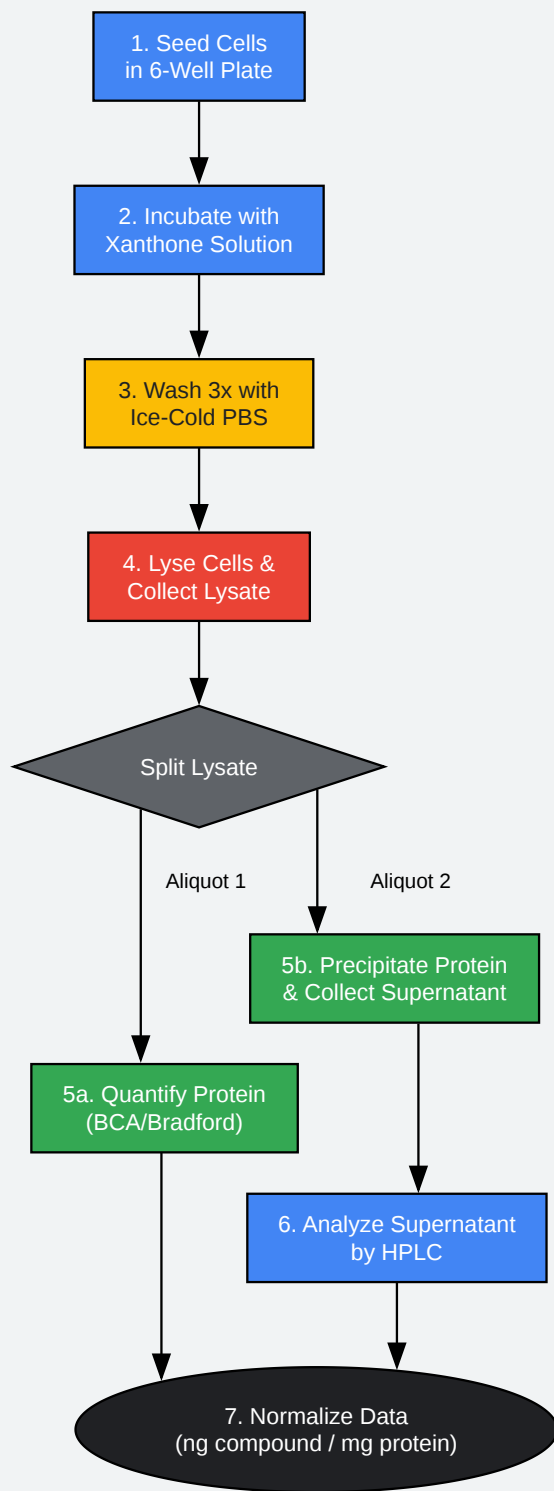 1. Seed Cells
in 6-Well Plate
2. Incubate with
Xanthone Solution
3. Wash 3x with
Ice-Cold PBS
4. Lyse Cells &
Collect Lysate
Split Lysate
Aliquot 1
Aliquot 2
5b. Precipitate Protein
& Collect Supernatant
5a. Quantify Protein
(BCA/Bradford)
6. Analyze Supernatant
by HPLC
7. Normalize Data
(ng compound / mg protein)